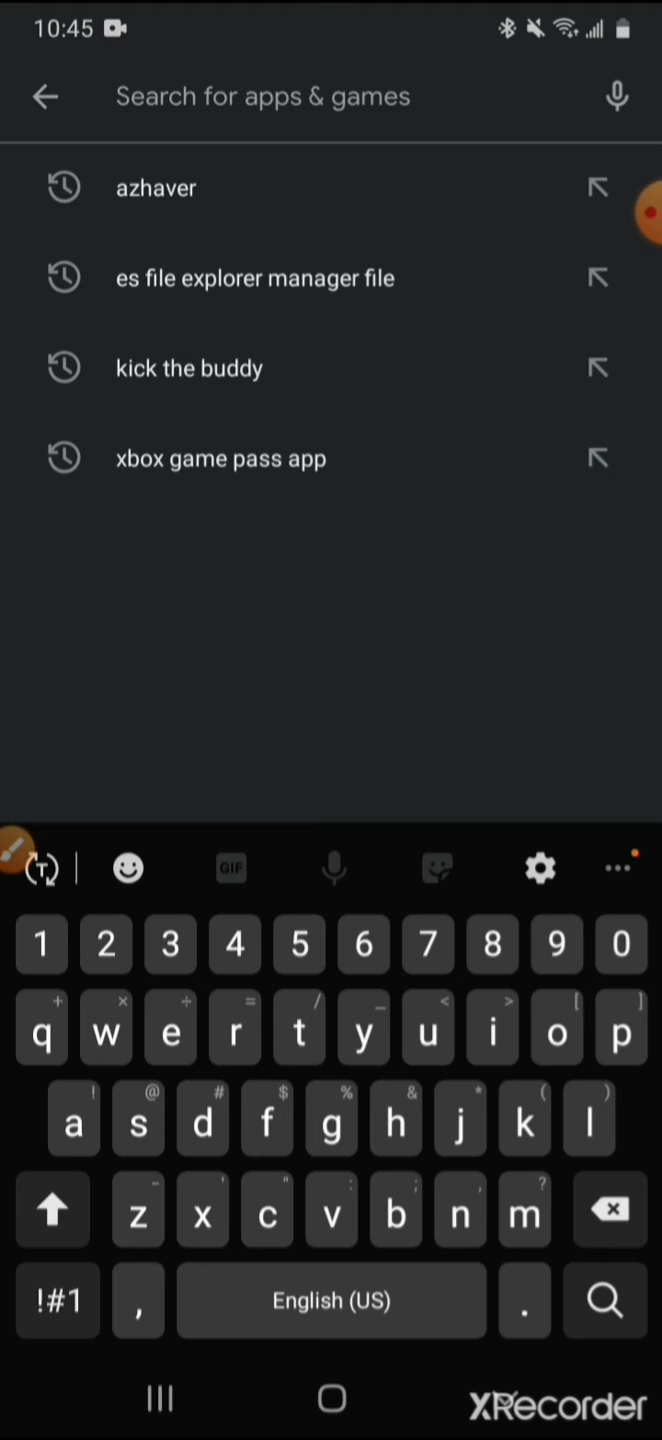 10:45
Search for apps & games
azhaver
es file explorer manager file
kick the buddy
xbox game pass app
T GIF
1 2 3 4 5 6 7 8 9 0
+ × ÷ = / _ < > [ ]
q w e r t y u i o p
! @ # $ % & * ( )
a s d f g h j k l
- ' " : ; , ?
z x c v b n m
!#1 , English (US) .
XRecorder